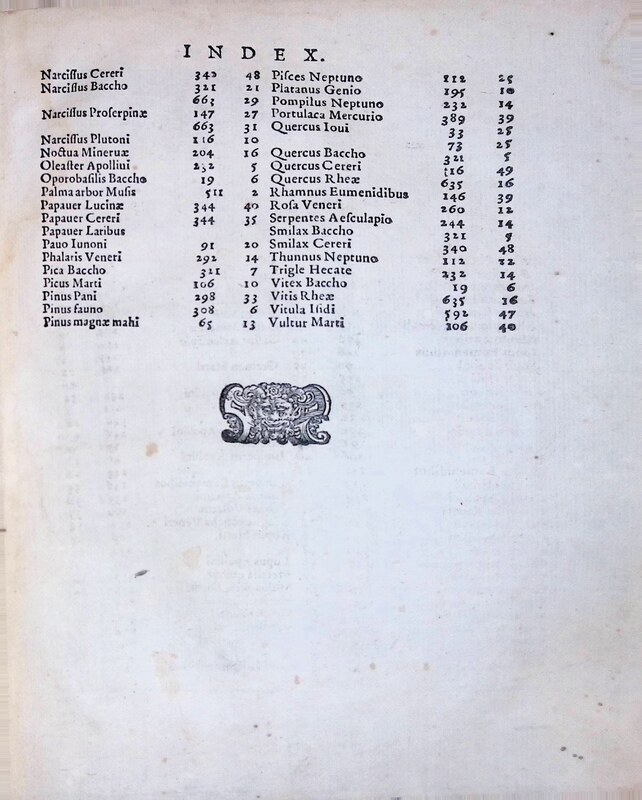 INDEX.
Narciſſus Cereri 342 48
Narciſſus Baccho 321 21
663 29
Narciſſus Proſerpinæ 147 27
663 31
Narciſſus Plutoni 116 10
Noctua Mineruæ 204 16
Oleaſter Apollini 232 5
Oporobaſilis Baccho 19 6
Palma arbor Muſis 511 2
Papauer Lucinæ 344 40
Papauer Cereri 344 35
Papauer Laribus
Pauo Iunoni 91 20
Phalaris Veneri 292 14
Pica Baccho 321 7
Picus Marti 106 10
Pinus Pani 298 33
Pinus fauno 308 6
Pinus magnæ mahi 65 13
Piſces Neptuno 112 25
Platanus Genio 195 10
Pompilus Neptuno 232 14
Portulaca Mercurio 389 39
Quercus Ioui 33 25
73 25
Quercus Baccho 321 5
Quercus Cereri 116 49
Quercus Rheæ 635 16
Rhamnus Eumenidibus 146 39
Roſa Veneri 260 12
Serpentes Aeſculapio 244 14
Smilax Baccho 321
Smilax Cereri 340 48
Thunnus Neptuno 112 22
Trigle Hecate 232 14
Vitex Baccho 19 6
Vitis Rheæ 635 16
Vitula Iſidi 592 47
Vultur Marti 106 40